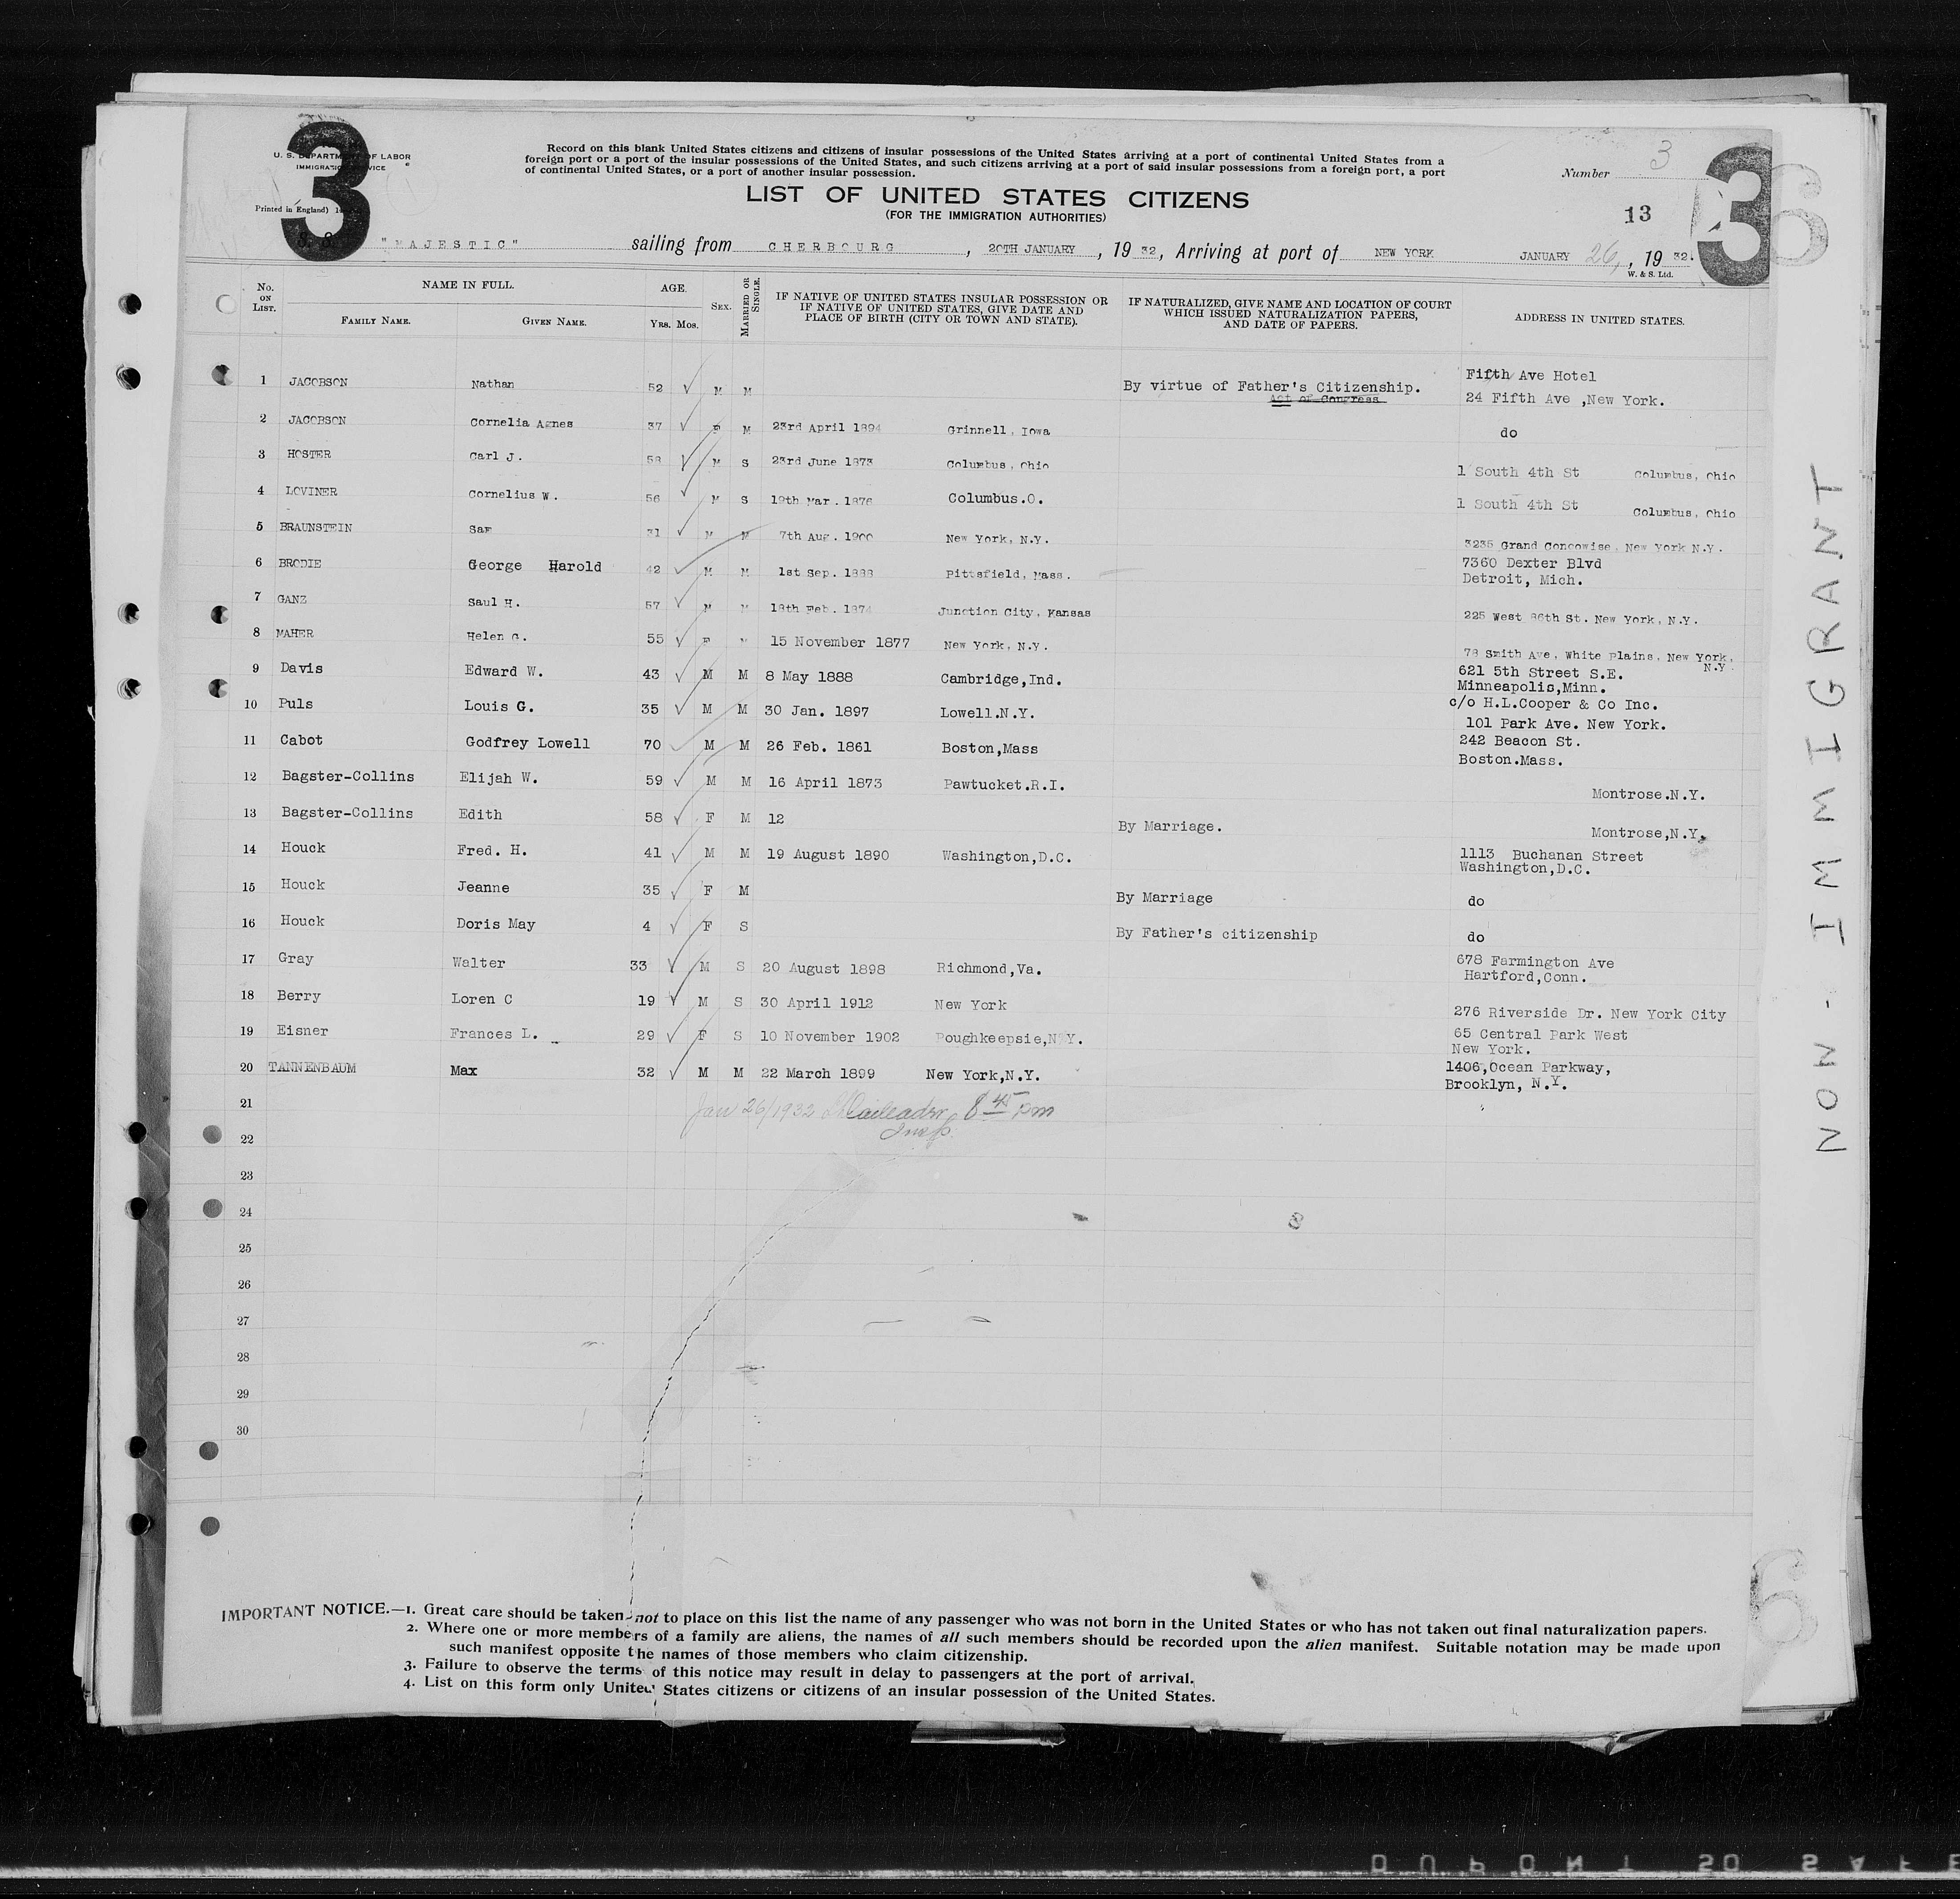 3
3
6
U. S. DEPARTMENT OF LABOR
IMMIGRATION SERVICE
Printed in England)
Record on this blank United States citizens and citizens of insular possessions of the United States arriving at a port of continental United States from a
foreign port or a port of the insular possessions of the United States, and such citizens arriving at a port of said insular possessions from a foreign port, a port
of continental United States, or a port of another insular possession.
Number 3
LIST OF UNITED STATES CITIZENS
(FOR THE IMMIGRATION AUTHORITIES)
13
S. S. "MAJESTIC" sailing from CHERBOURG, 20TH JANUARY, 1932, Arriving at port of NEW YORK JANUARY 26, 1932.
W. & S. Ltd.
No. ON LIST. NAME IN FULL. FAMILY NAME. GIVEN NAME. AGE. YRS. MOS. SEX. MARRIED OR SINGLE. IF NATIVE OF UNITED STATES INSULAR POSSESSION OR IF NATIVE OF UNITED STATES, GIVE DATE AND PLACE OF BIRTH (CITY OR TOWN AND STATE). IF NATURALIZED, GIVE NAME AND LOCATION OF COURT WHICH ISSUED NATURALIZATION PAPERS, AND DATE OF PAPERS. ADDRESS IN UNITED STATES.
1 JACOBSON Nathan 52 ✓ M M By virtue of Father's Citizenship. Act of Congress Fifth Ave Hotel
24 Fifth Ave ,New York.
2 JACOBSON Cornelia Agnes 37 ✓ F M 23rd April 1894 Grinnell, Iowa do
3 HOSTER Carl J. 58 ✓ M S 23rd June 1873 Columbus, Ohio 1 South 4th St Columbus, Ohio
4 LOVINER Cornelius W. 56 ✓ M S 19th Mar. 1876 Columbus.O. 1 South 4th St Columbus, Ohio
5 BRAUNSTEIN Sam 31 ✓ M M 7th Aug. 1900 New York, N.Y. 3235 Grand Concowise, New York N.Y.
6 BRODIE George Harold 42 ✓ M M 1st Sep. 1888 Pittsfield, Mass. 7360 Dexter Blvd
Detroit, Mich.
7 GANZ Saul H. 57 ✓ M M 18th Feb. 1874 Junction City, Kansas 225 West 86th St. New York, N.Y.
8 MAHER Helen G. 55 ✓ F M 15 November 1877 New York, N.Y. 78 Smith Ave, White Plains, New York,
N.Y.
9 Davis Edward W. 43 ✓ M M 8 May 1888 Cambridge,Ind. 621 5th Street S.E.
Minneapolis,Minn.
10 Puls Louis G. 35 ✓ M M 30 Jan. 1897 Lowell.N.Y. c/o H.L.Cooper & Co Inc.
101 Park Ave. New York.
11 Cabot Godfrey Lowell 70 ✓ M M 26 Feb. 1861 Boston,Mass 242 Beacon St.
Boston.Mass.
12 Bagster-Collins Elijah W. 59 ✓ M M 16 April 1873 Pawtucket.R.I. Montrose.N.Y.
13 Bagster-Collins Edith 58 ✓ F M 12 By Marriage. Montrose,N.Y.
14 Houck Fred. H. 41 ✓ M M 19 August 1890 Washington,D.C. 1113 Buchanan Street
Washington,D.C.
15 Houck Jeanne 35 ✓ F M By Marriage do
16 Houck Doris May 4 ✓ F S By Father's citizenship do
17 Gray Walter 33 ✓ M S 20 August 1898 Richmond,Va. 678 Farmington Ave
Hartford,Conn.
18 Berry Loren C 19 ✓ M S 30 April 1912 New York 276 Riverside Dr. New York City
19 Eisner Frances L. 29 ✓ F S 10 November 1902 Poughkeepsie,N.Y. 65 Central Park West
New York.
20 TANNENBAUM Max 32 ✓ M M 22 March 1899 New York,N.Y. 1406,Ocean Parkway,
Brooklyn, N.Y.
21 Jan 26/1932 8 45 pm
Insp.
22
23
24
25
26
27
28
29
30
NON-IMMIGRANT
6
IMPORTANT NOTICE.—1. Great care should be taken not to place on this list the name of any passenger who was not born in the United States or who has not taken out final naturalization papers.
2. Where one or more members of a family are aliens, the names of all such members should be recorded upon the alien manifest. Suitable notation may be made upon
such manifest opposite the names of those members who claim citizenship.
3. Failure to observe the terms of this notice may result in delay to passengers at the port of arrival.
4. List on this form only United States citizens or citizens of an insular possession of the United States.
DUPONT SO SAFE